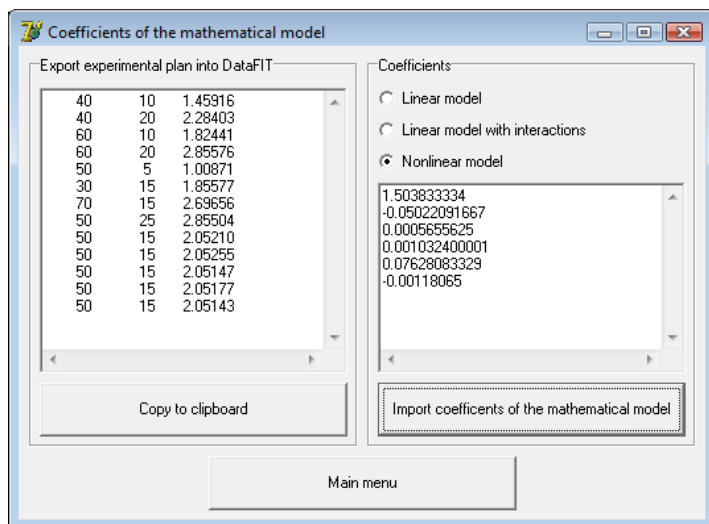 Coefficients of the mathematical model
Export experimental plan into DataFIT
40 10 1.45916
40 20 2.28403
60 10 1.82441
60 20 2.85576
50 5 1.00871
30 15 1.85577
70 15 2.69656
50 25 2.85504
50 15 2.05210
50 15 2.05255
50 15 2.05147
50 15 2.05177
50 15 2.05143
Copy to clipboard
Coefficients
Linear model
Linear model with interactions
Nonlinear model
1.503833334
-0.05022091667
0.0005655625
0.001032400001
0.07628083329
-0.00118065
Import coefficents of the mathematical model
Main menu